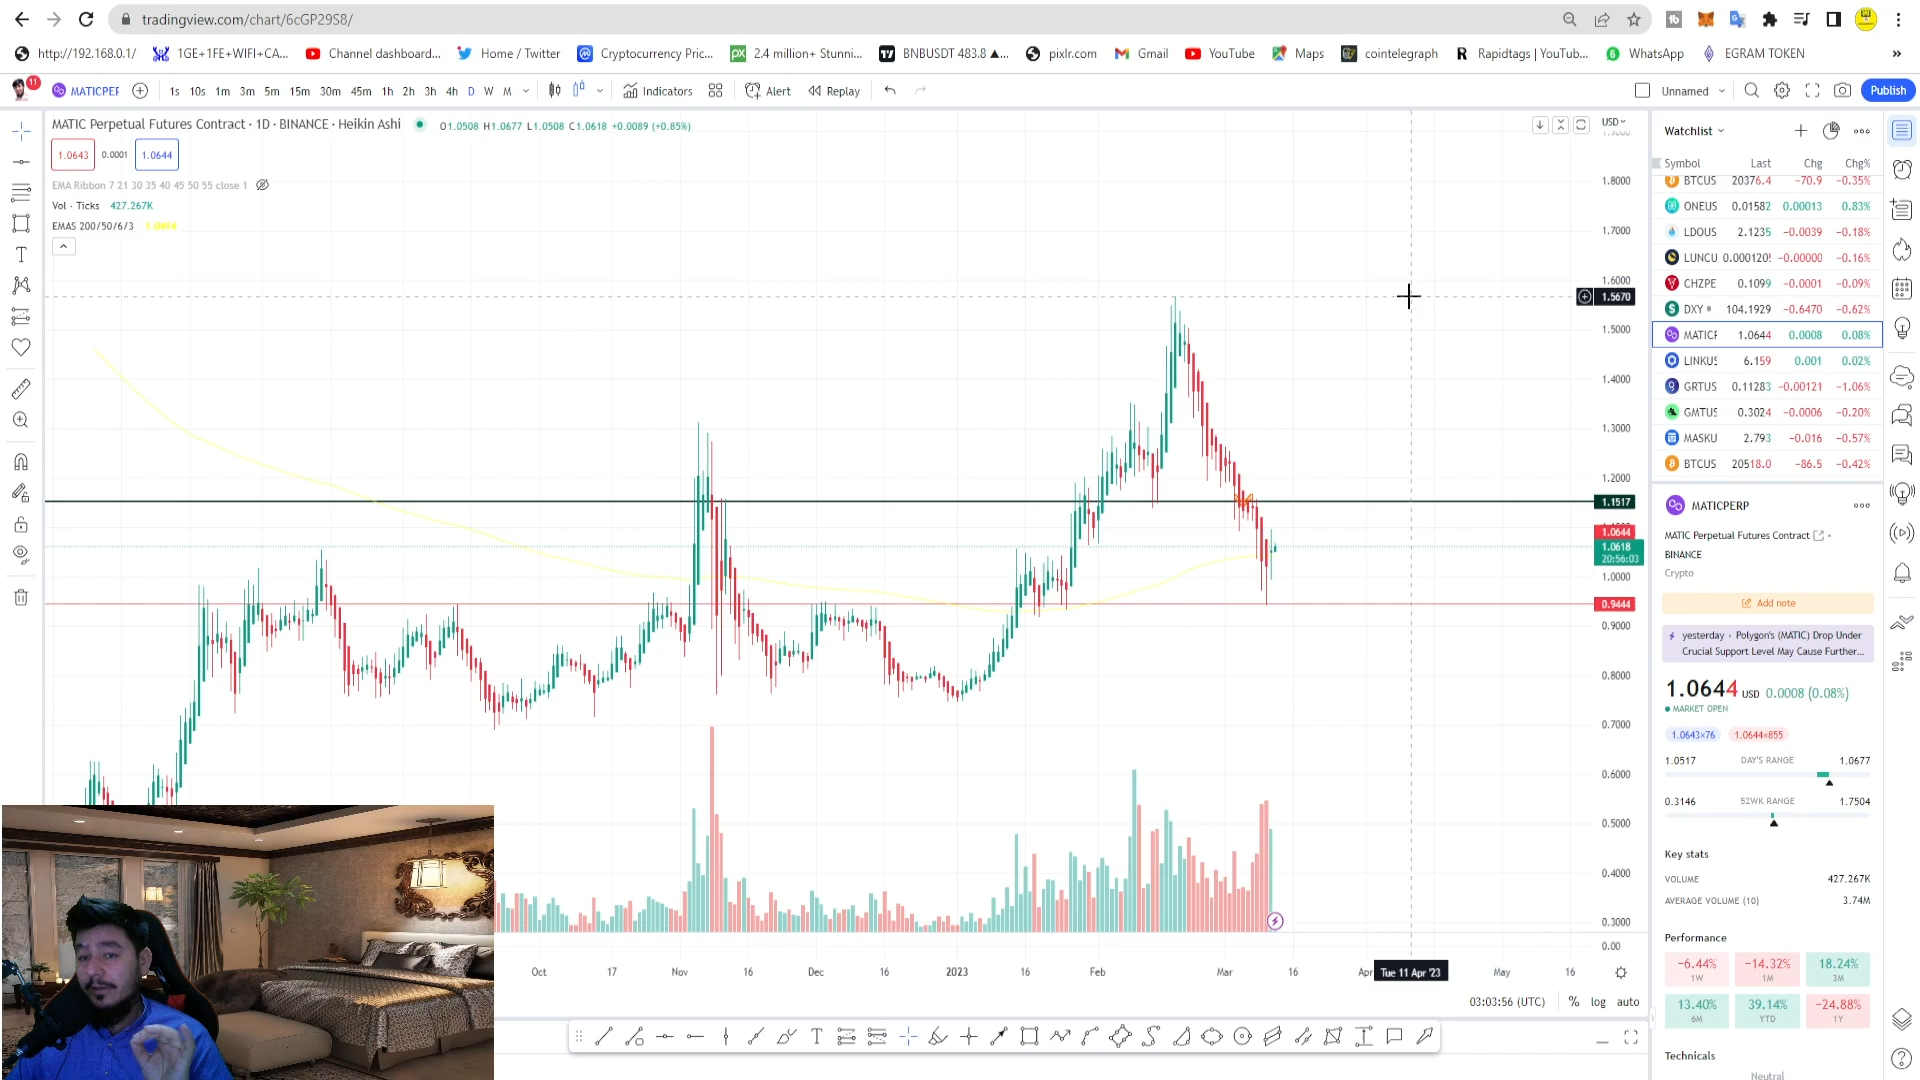 tradingview.com/chart/6cGP29S8/
http://192.168.0.1/ 1GE+1FE+WIFI+CA... Channel dashboard... Home / Twitter Cryptocurrency Pric... 2.4 million+ Stunni... BNBUSDT 483.8 ▲... pixlr.com Gmail YouTube Maps cointelegraph Rapidtags | YouTub... WhatsApp EGRAM TOKEN »
11 MATICPER 1s 10s 1m 3m 5m 15m 30m 45m 1h 2h 3h 4h D W M Indicators Alert Replay Unnamed Publish
MATIC Perpetual Futures Contract · 1D · BINANCE · Heikin Ashi O1.0508 H1.0677 L1.0508 C1.0618 +0.0089 (+0.85%) USD
1.0643 0.0001 1.0644
EMA Ribbon 7 21 30 35 40 45 50 55 close 1
Vol · Ticks 427.267K
EMAS 200/50/6/3
1.8000
1.7000
1.6000
1.5670
1.5000
1.4000
1.3000
1.2000
1.1517
1.0644
1.0618
20:56:03
1.0000
0.9444
0.9000
0.8000
0.7000
0.6000
0.5000
0.4000
0.3000
0.00
Oct 17 Nov 16 Dec 16 2023 16 Feb Mar 16 Apr Tue 11 Apr '23 May 16
03:03:56 (UTC) % log auto
Watchlist
Symbol Last Chg Chg%
BTCUS 20376.4 −70.9 −0.35%
ONEUS 0.01582 0.00013 0.83%
LDOUS 2.1235 −0.0039 −0.18%
LUNCU 0.000120! −0.00000 −0.16%
CHZPE 0.1099 −0.0001 −0.09%
DXY 104.1929 −0.6470 −0.62%
MATICF 1.0644 0.0008 0.08%
LINKUS 6.159 0.001 0.02%
GRTUS 0.11283 −0.00121 −1.06%
GMTUS 0.3024 −0.0006 −0.20%
MASKU 2.793 −0.016 −0.57%
BTCUS 20518.0 −86.5 −0.42%
MATICPERP
MATIC Perpetual Futures Contract
BINANCE
Crypto
Add note
yesterday · Polygon's (MATIC) Drop Under
Crucial Support Level May Cause Further...
1.0644 USD 0.0008 (0.08%)
MARKET OPEN
1.0643×76 1.0644×855
1.0517 DAY'S RANGE 1.0677
0.3146 52WK RANGE 1.7504
Key stats
VOLUME 427.267K
AVERAGE VOLUME (10) 3.74M
Performance
−6.44% −14.32% 18.24%
1W 1M 3M
13.40% 39.14% −24.88%
6M YTD 1Y
Technicals
Neutral